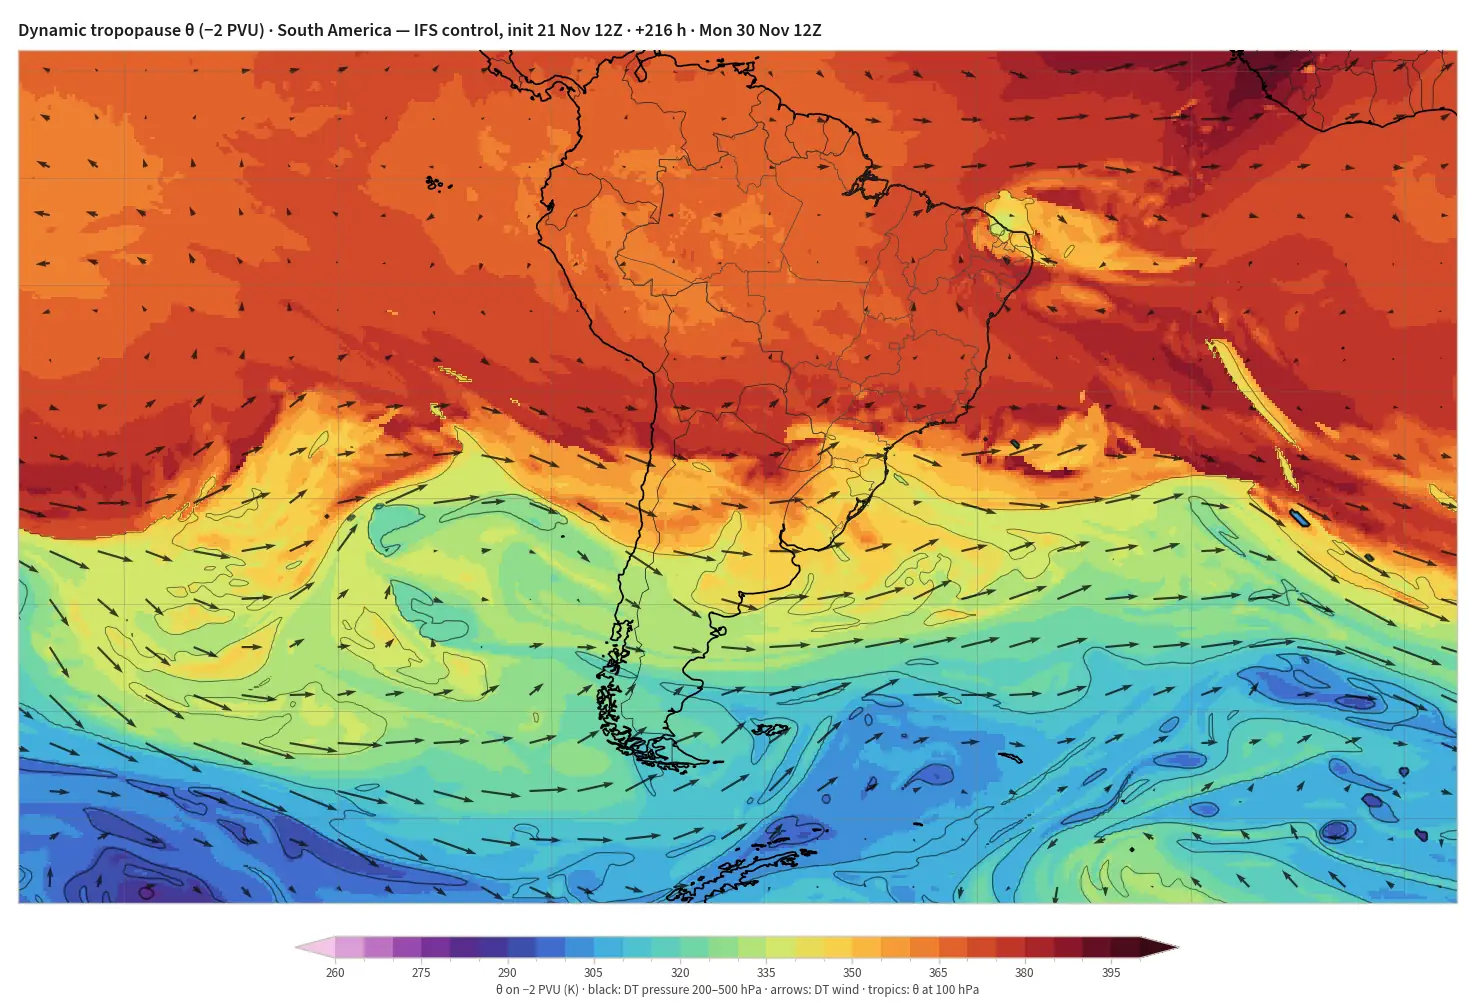 Dynamic tropopause θ (−2 PVU) · South America — IFS control, init 21 Nov 12Z · +216 h · Mon 30 Nov 12Z
260 275 290 305 320 335 350 365 380 395
θ on −2 PVU (K) · black: DT pressure 200–500 hPa · arrows: DT wind · tropics: θ at 100 hPa